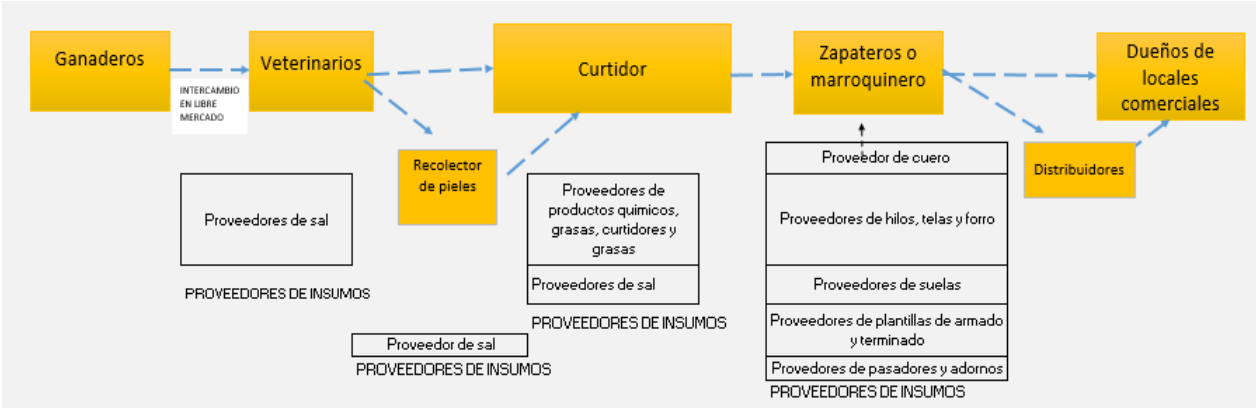 Ganaderos
INTERCAMBIO
EN LIBRE
MERCADO
Veterinarios
Recolector
de pieles
Curtidor
Zapateros o
marroquinero
Dueños de
locales
comerciales
Distribuidores
Proveedores de sal
PROVEEDORES DE INSUMOS
Proveedor de sal
PROVEEDORES DE INSUMOS
Proveedores de
productos quimicos,
grasas, curtidores y
grasas
Proveedores de sal
PROVEEDORES DE INSUMOS
Proveedor de cuero
Proveedores de hilos, telas y forro
Proveedores de suelas
Proveedores de plantillas de armado
y terminado
Provedores de pasadores y adornos
PROVEEDORES DE INSUMOS